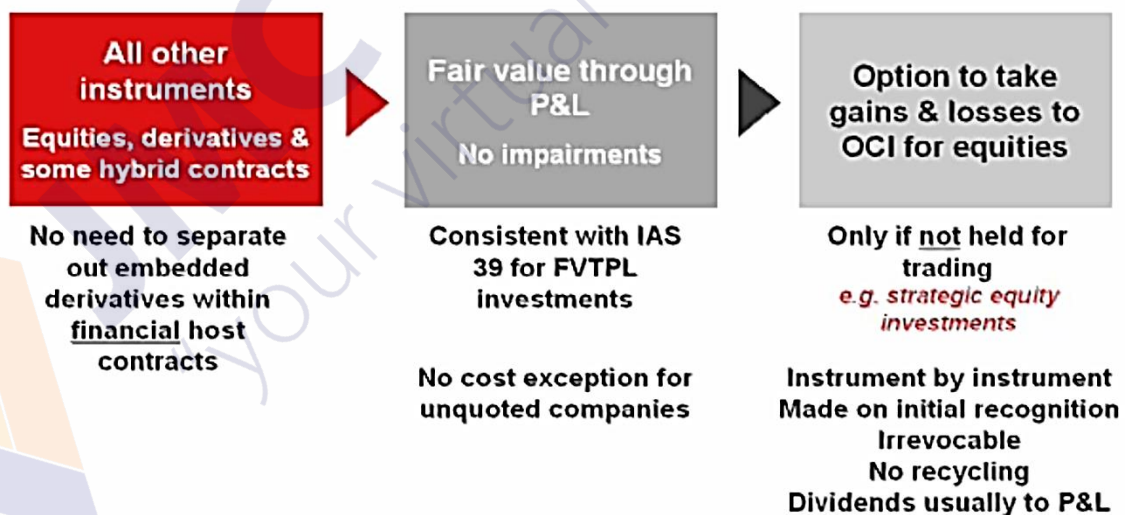 All other
instruments
Equities, derivatives &
some hybrid contracts
No need to separate
out embedded
derivatives within
financial host
contracts
Fair value through
P&L
No impairments
Consistent with IAS
39 for FVTPL
investments
No cost exception for
unquoted companies
Option to take
gains & losses to
OCI for equities
Only if not held for
trading
e.g. strategic equity
investments
Instrument by instrument
Made on initial recognition
Irrevocable
No recycling
Dividends usually to P&L
JMC
"your virtual